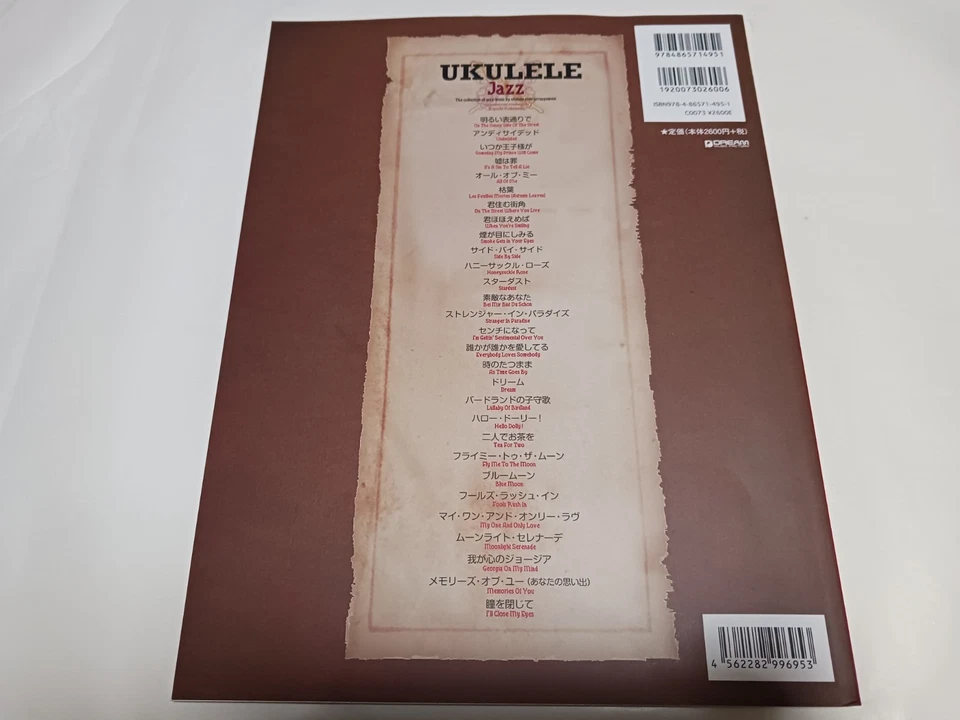 UKULELE
Jazz
明るい表通りで
On The Sunny Side Of The Street
アンディサイデッド
Undecided
いつか王子様が
Someday My Prince Will Come
嘘は罪
It's A Sin To Tell A Lie
オール・オブ・ミー
All Of Me
枯葉
Les Feuilles Mortes (Autumn Leaves)
君住む街角
On The Street Where You Live
君ほほえめば
When You're Smiling
煙が目にしみる
Smoke Gets In Your Eyes
サイド・バイ・サイド
Side By Side
ハニーサックル・ローズ
Honeysuckle Rose
スターダスト
Stardust
素敵なあなた
Bei Mir Bist Du Schon
ストレンジャー・イン・パラダイス
Stranger In Paradise
センチになって
I'm Gettin' Sentimental Over You
誰かが誰かを愛してる
Everybody Loves Somebody
時のたつまま
As Time Goes By
ドリーム
Dream
バードランドの子守歌
Lullaby Of Birdland
ハロー・ドーリー!
Hello Dolly!
二人でお茶を
Tea For Two
フライミー・トゥ・ザ・ムーン
Fly Me To The Moon
ブルームーン
Blue Moon
フールズ・ラッシュ・イン
Fools Rush In
マイ・ワン・アンド・オンリー・ラヴ
My One And Only Love
ムーンライト・セレナーデ
Moonlight Serenade
我が心のジョージア
Georgia On My Mind
メモリーズ・オブ・ユー(あなたの思い出)
Memories Of You
瞳を閉じて
I'll Close My Eyes
9784865714951
1920073026006
ISBN978-4-86571-495-1
C0073 ¥2600E
★定価(本体2600円+税)
DREAM
4 562282 996953